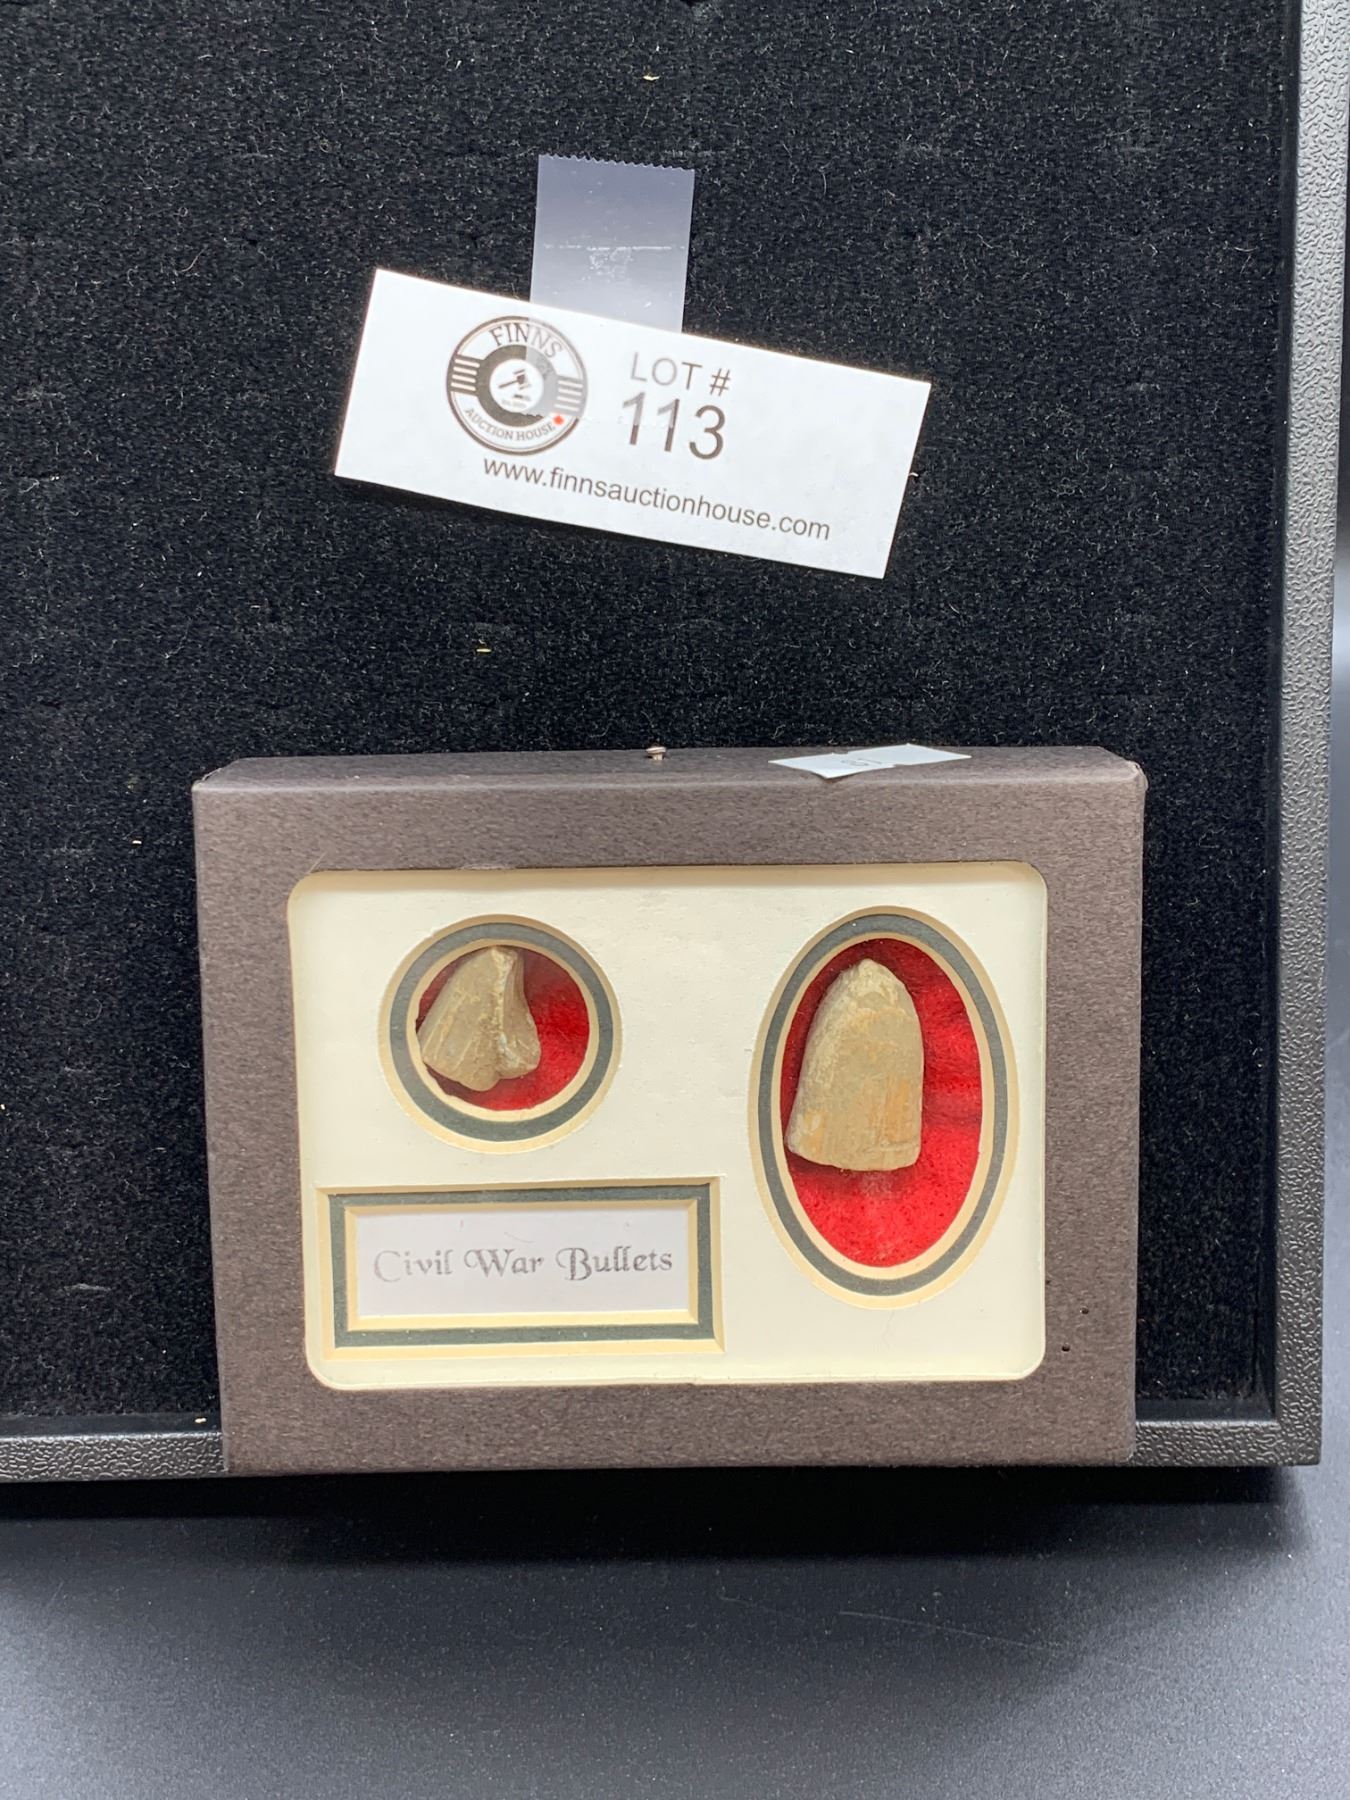 FINNS
AUCTION HOUSE
LOT #
113
www.finnsauctionhouse.com
Civil War Bullets